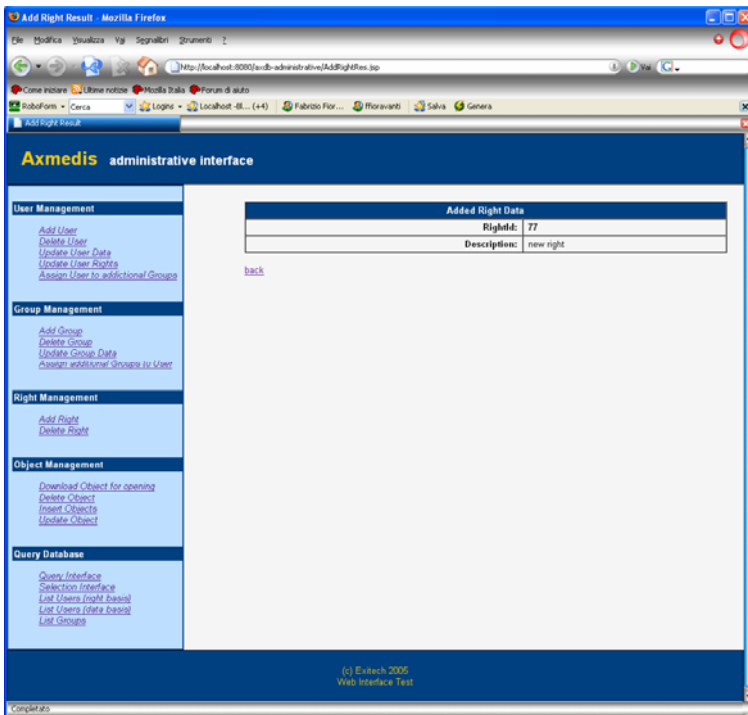 Add Right Result - Mozilla Firefox
File Modifica Visualizza Vai Segnalibri Strumenti ?
http://localhost:8080/axdb-administrative/AddRightRes.jsp Vai
Come iniziare Ultime notizie Mozilla Italia Forum di aiuto
RoboForm Cerca Logins Localhost -Bl... (+4) Fabrizio Fior... ffioravanti Salva Genera
Add Right Result
Axmedis administrative interface
User Management
Add User
Delete User
Update User Data
Update User Rights
Assign User to addictional Groups
Group Management
Add Group
Delete Group
Update Group Data
Assign additional Groups to User
Right Management
Add Right
Delete Right
Object Management
Download Object for opening
Delete Object
Insert Objects
Update Object
Query Database
Query Interface
Selection Interface
List Users (right basis)
List Users (data basis)
List Groups
Added Right Data
RightId: 77
Description: new right
back
(c) Exitech 2005
Web Interface Test
Completato